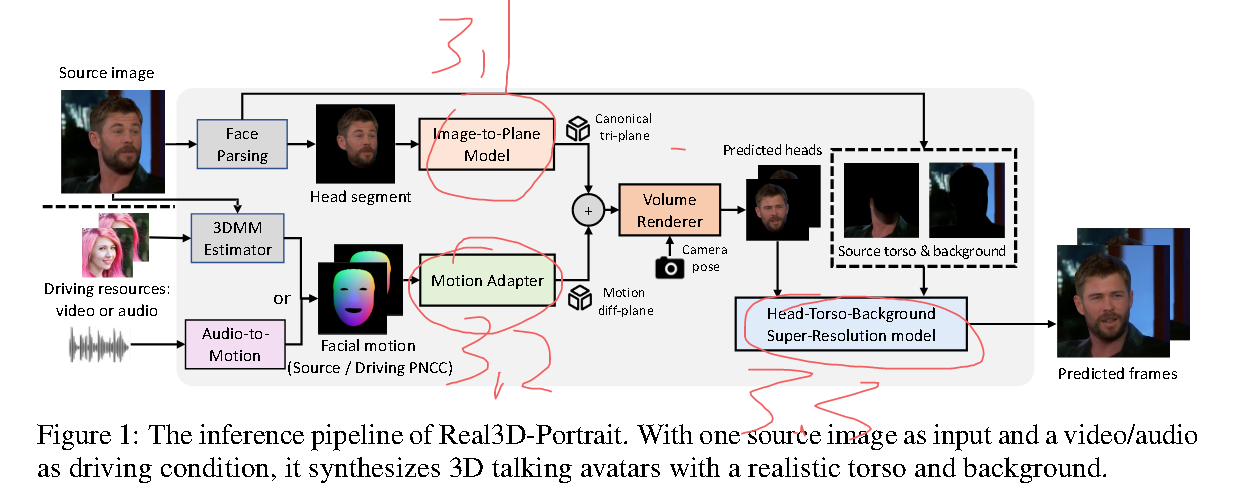 3,1
Source image
Face
Parsing
Head segment
Image-to-Plane
Model
Canonical
tri-plane
3DMM
Estimator
Driving resources:
video or audio
or
Audio-to-
Motion
Facial motion
(Source / Driving PNCC)
Motion Adapter
Motion
diff-plane
3,2
+
Volume
Renderer
Camera
pose
Predicted heads
Source torso & background
Head-Torso-Background
Super-Resolution model
Predicted frames
Figure 1: The inference pipeline of Real3D-Portrait. With one source image as input and a video/audio
as driving condition, it synthesizes 3D talking avatars with a realistic torso and background.